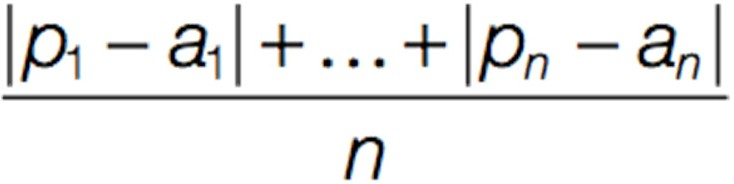 |p₁ − a₁| + ... + |pₙ − aₙ|
n